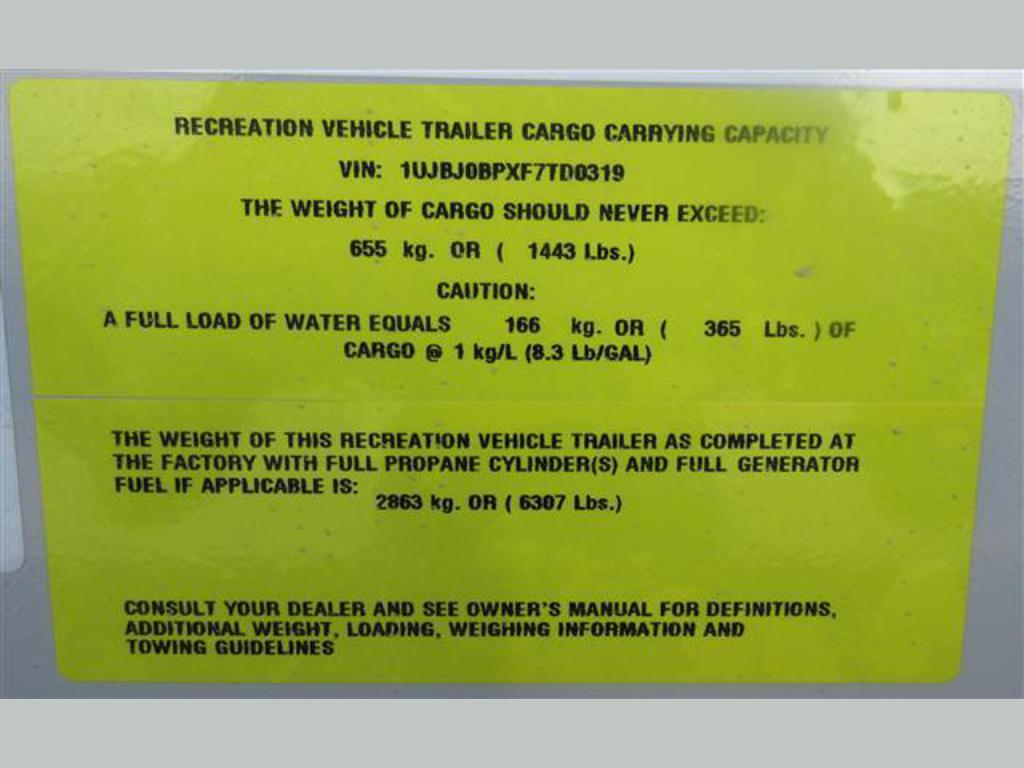 RECREATION VEHICLE TRAILER CARGO CARRYING CAPACITY
VIN: 1UJBJ0BPXF7TD0319
THE WEIGHT OF CARGO SHOULD NEVER EXCEED:
655 kg. OR ( 1443 Lbs.)
CAUTION:
A FULL LOAD OF WATER EQUALS 166 kg. OR ( 365 Lbs. ) OF
CARGO @ 1 kg/L (8.3 Lb/GAL)
THE WEIGHT OF THIS RECREATION VEHICLE TRAILER AS COMPLETED AT
THE FACTORY WITH FULL PROPANE CYLINDER(S) AND FULL GENERATOR
FUEL IF APPLICABLE IS:
2863 kg. OR ( 6307 Lbs.)
CONSULT YOUR DEALER AND SEE OWNER'S MANUAL FOR DEFINITIONS,
ADDITIONAL WEIGHT, LOADING, WEIGHING INFORMATION AND
TOWING GUIDELINES